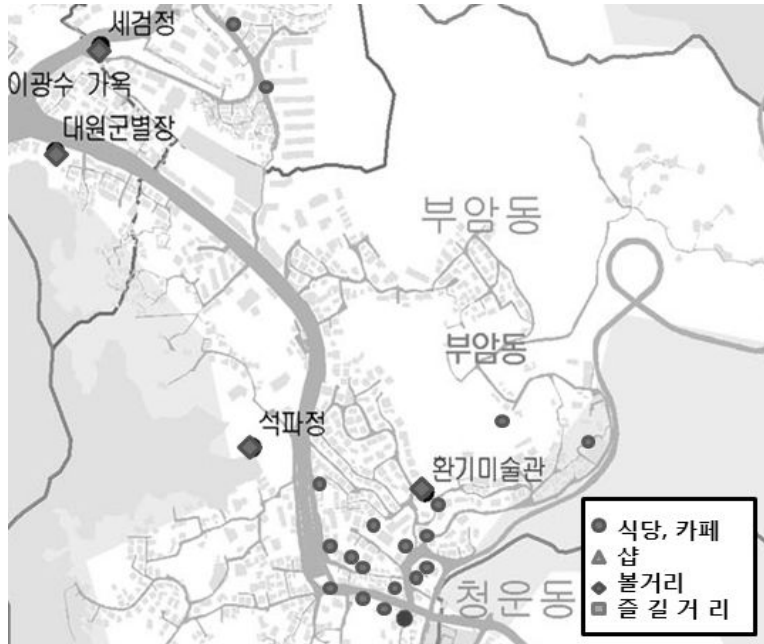 세검정
이광수 가옥
대원군별장
부암동
부암동
석파정
환기미술관
청운동
식당, 카페
샵
볼거리
즐 길 거 리